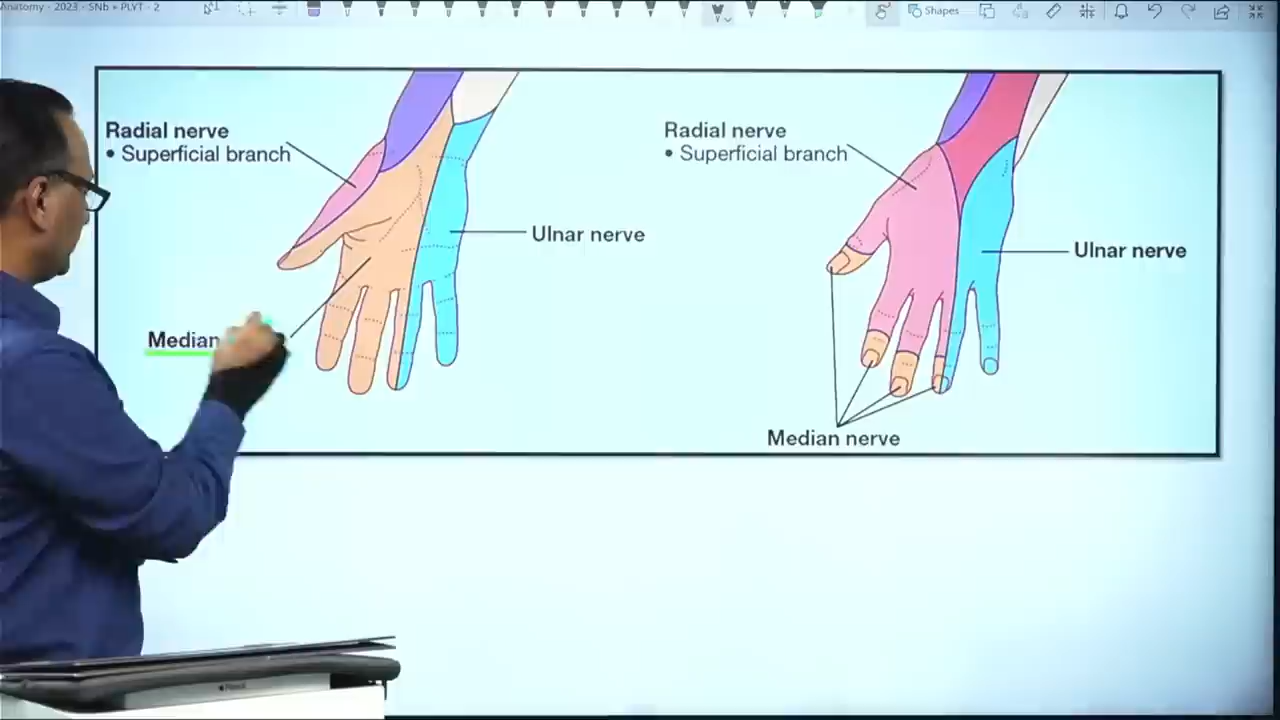 Anatomy - 2023 - SNb • PLYT - 2
Shapes
Radial nerve
• Superficial branch
Ulnar nerve
Median
Radial nerve
• Superficial branch
Ulnar nerve
Median nerve